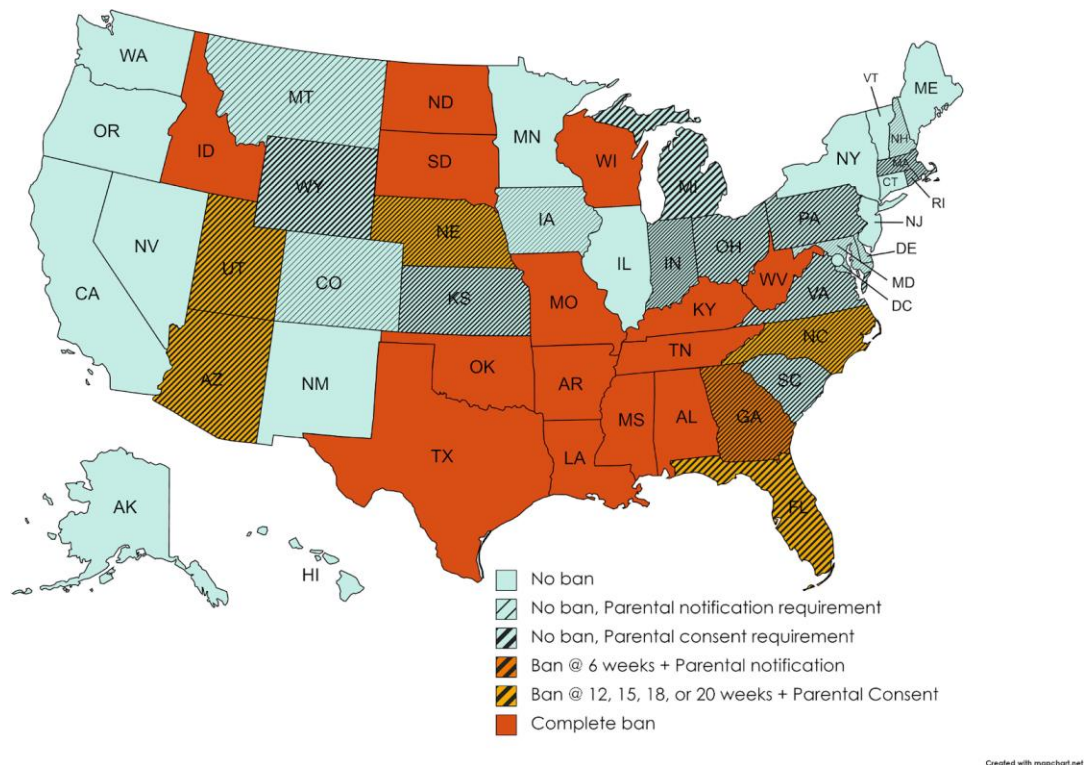 WA
VT
ME
MT
ND
OR
MN
NH
ID
SD
WI
NY
MA
WY
MI
CT
RI
IA
PA
NJ
NE
NV
OH
DE
IL
IN
UT
WV
MD
CO
CA
VA
KS
MO
DC
KY
NC
TN
OK
AZ
AR
NM
SC
MS
AL
GA
TX
LA
AK
FL
HI
No ban
No ban, Parental notification requirement
No ban, Parental consent requirement
Ban @ 6 weeks + Parental notification
Ban @ 12, 15, 18, or 20 weeks + Parental Consent
Complete ban
Created with mapchart.net